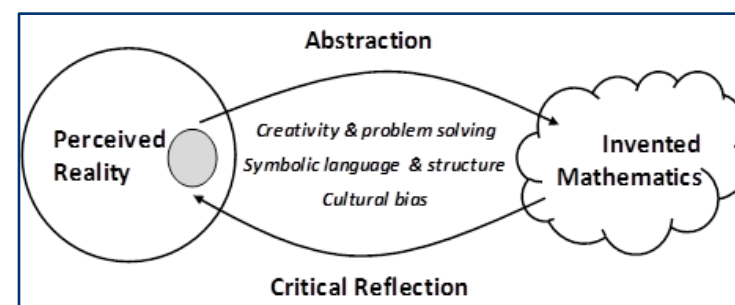 Abstraction
Perceived
Reality
Creativity & problem solving
Symbolic language & structure
Cultural bias
Invented
Mathematics
Critical Reflection